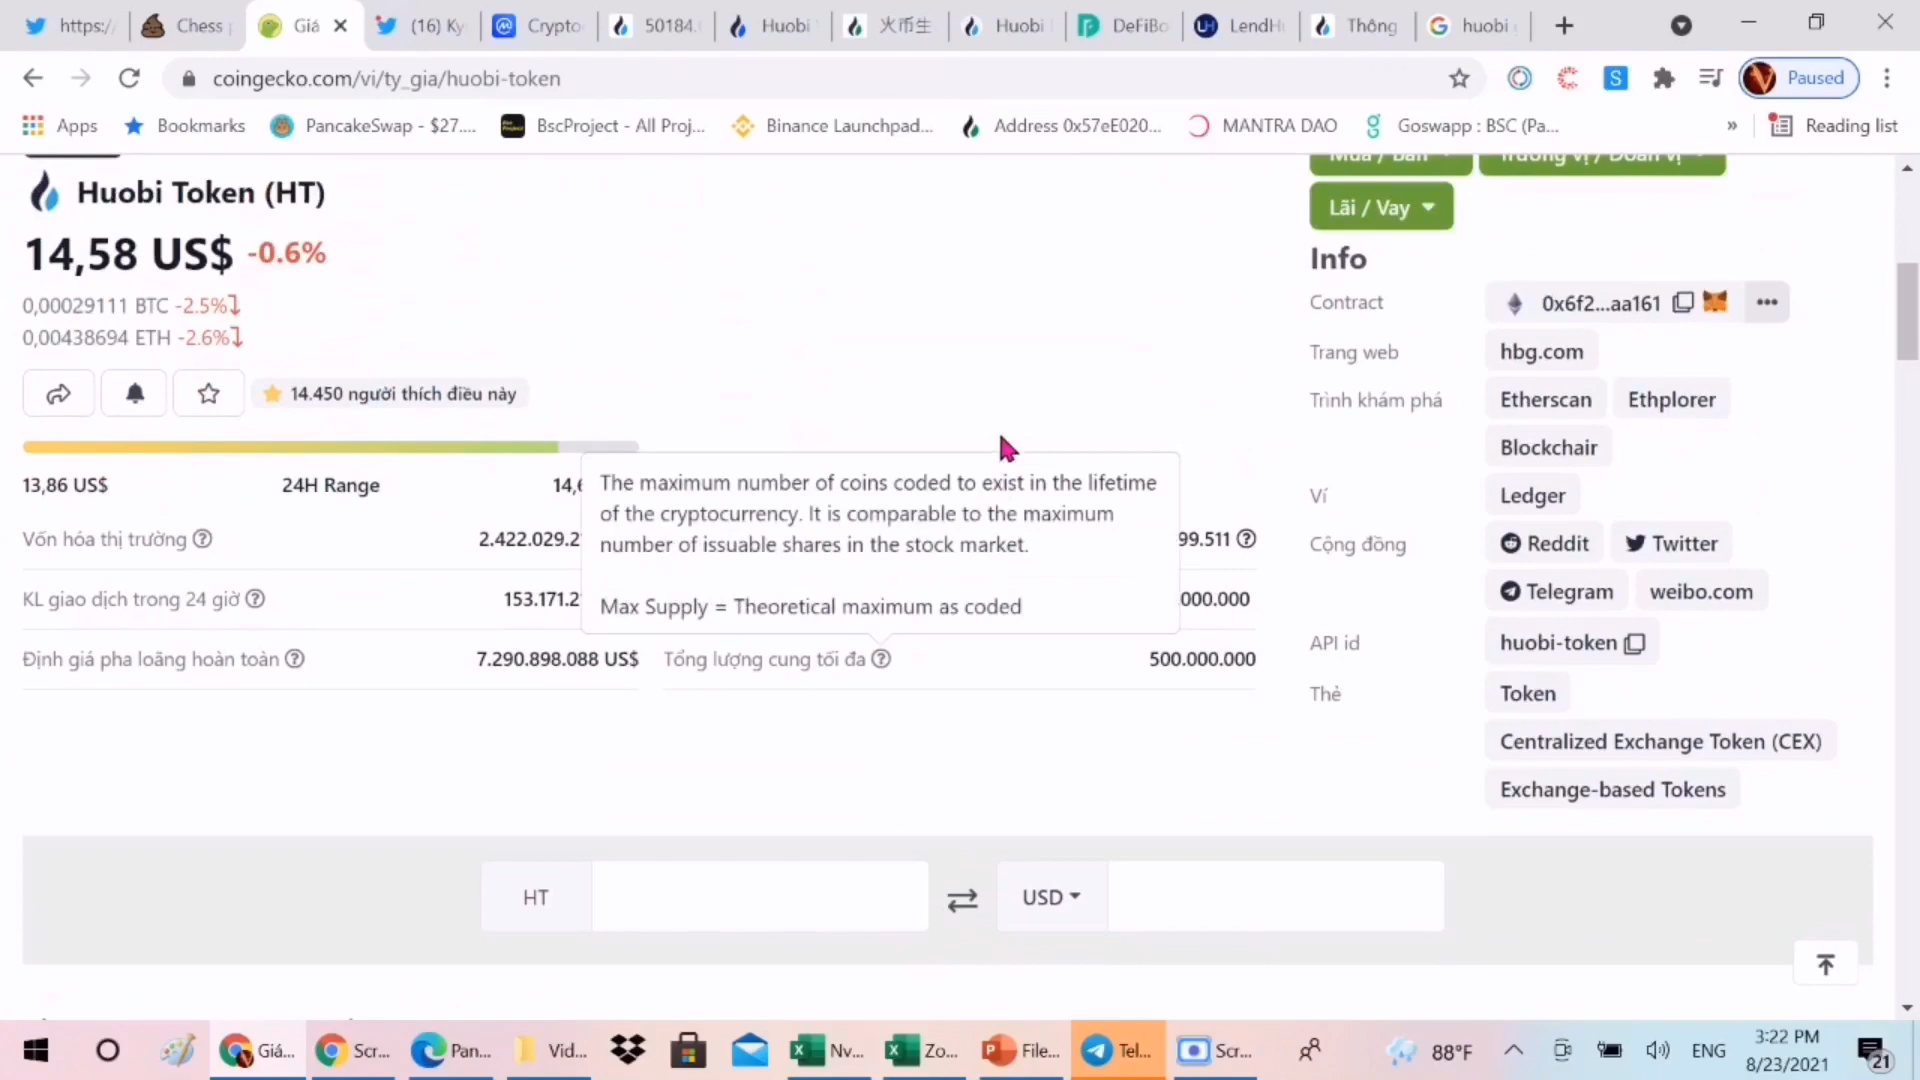 https:/
Chess
Giá
(16) Ky
Crypto
50184.
Huobi
火币生
Huobi
DeFiBo
LendH
Thông
huobi
coingecko.com/vi/ty_gia/huobi-token
Paused
Apps
Bookmarks
PancakeSwap - $27....
BscProject - All Proj...
Binance Launchpad...
Address 0x57eE020...
MANTRA DAO
Goswapp : BSC (Pa...
»
Reading list
Huobi Token (HT)
14,58 US$ -0.6%
0,00029111 BTC -2.5%
0,00438694 ETH -2.6%
14.450 người thích điều này
13,86 US$
24H Range
14,6
The maximum number of coins coded to exist in the lifetime
of the cryptocurrency. It is comparable to the maximum
number of issuable shares in the stock market.
Max Supply = Theoretical maximum as coded
Vốn hóa thị trường
2.422.029.2
99.511
KL giao dịch trong 24 giờ
153.171.2
000.000
Định giá pha loãng hoàn toàn
7.290.898.088 US$
Tổng lượng cung tối đa
500.000.000
Lãi / Vay
Info
Contract
0x6f2...aa161
Trang web
hbg.com
Trình khám phá
Etherscan
Ethplorer
Blockchair
Ví
Ledger
Cộng đồng
Reddit
Twitter
Telegram
weibo.com
API id
huobi-token
Thẻ
Token
Centralized Exchange Token (CEX)
Exchange-based Tokens
HT
USD
Giá...
Scr...
Pan...
Vid...
Nv...
Zo...
File...
Tel...
Scr...
88°F
ENG
3:22 PM
8/23/2021
21